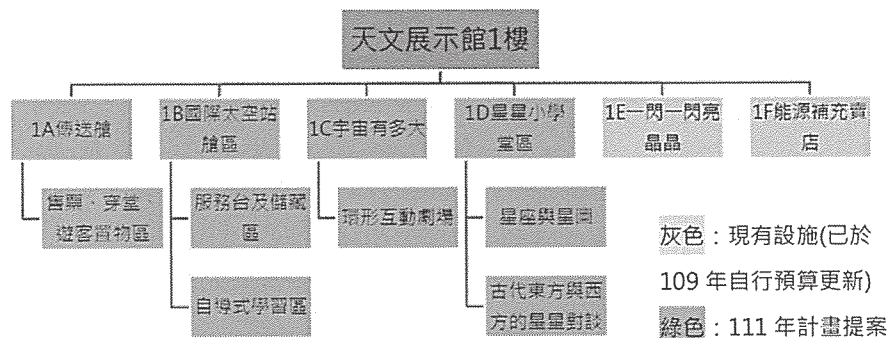 天文展示館1樓
1A傳送艙
1B國際太空站
艙區
1C宇宙有多大
1D星星小學
堂區
1E一閃一閃亮
晶晶
1F能源補充賣
店
售票、穿堂、
遊客置物區
服務台及儲藏
區
自導式學習區
環形互動劇場
星座與星圖
古代東方與西
方的星星對談
灰色：現有設施(已於
109 年自行預算更新)
綠色：111 年計畫提案